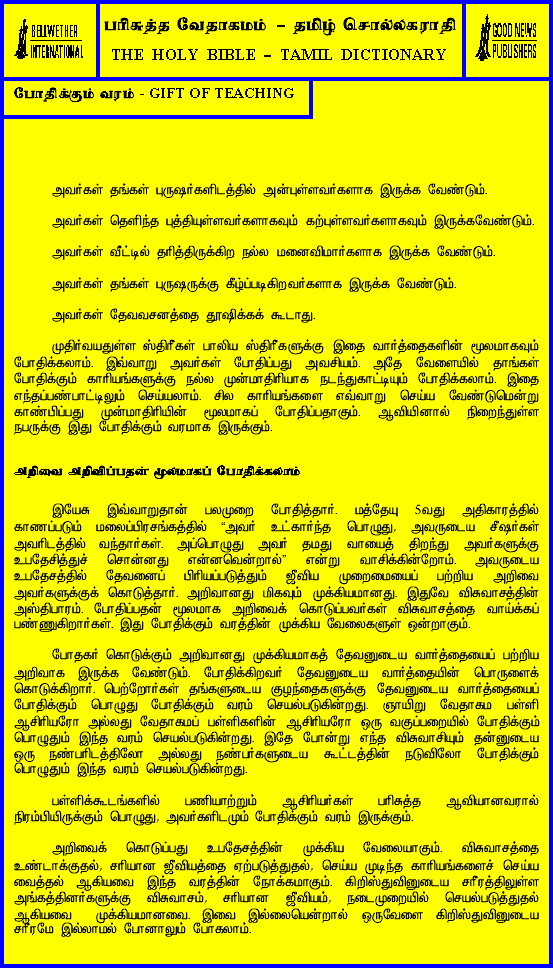 BELLWETHER
INTERNATIONAL
பரிசுத்த வேதாகமம் – தமிழ் சொல்லகராதி
THE HOLY BIBLE – TAMIL DICTIONARY
GOOD NEWS
PUBLISHERS
போதிக்கும் வரம் - GIFT OF TEACHING
அவர்கள் தங்கள் புருஷர்களிடத்தில் அன்புள்ளவர்களாக இருக்க வேண்டும்.
அவர்கள் தெளிந்த புத்தியுள்ளவர்களாகவும் கற்புள்ளவர்களாகவும் இருக்கவேண்டும்.
அவர்கள் வீட்டில் தரித்திருக்கிற நல்ல மனைவிமார்களாக இருக்க வேண்டும்.
அவர்கள் தங்கள் புருஷருக்கு கீழ்ப்படிகிறவர்களாக இருக்க வேண்டும்.
அவர்கள் தேவவசனத்தை தூஷிக்கக் கூடாது.
முதிர்வயதுள்ள ஸ்திரீகள் பாலிய ஸ்திரீகளுக்கு இதை வார்த்தைகளின் மூலமாகவும்
போதிக்கலாம். இவ்வாறு அவர்கள் போதிப்பது அவசியம். அதே வேளையில் தாங்கள்
போதிக்கும் காரியங்களுக்கு நல்ல முன்மாதிரியாக நடந்துகாட்டியும் போதிக்கலாம். இதை
எந்தப்பண்பாட்டிலும் செய்யலாம். சில காரியங்களை எவ்வாறு செய்ய வேண்டுமென்று
காண்பிப்பது முன்மாதிரியின் மூலமாகப் போதிப்பதாகும். ஆவியினால் நிறைந்துள்ள
நபருக்கு இது போதிக்கும் வரமாக இருக்கும்.
அறிவை அறிவிப்பதன் மூலமாகப் போதிக்கலாம்
இயேசு இவ்வாறுதான் பலமுறை போதித்தார். மத்தேயு 5வது அதிகாரத்தில்
காணப்படும் மலைப்பிரசங்கத்தில் “அவர் உட்கார்ந்த பொழுது, அவருடைய சீஷர்கள்
அவரிடத்தில் வந்தார்கள். அப்பொழுது அவர் தமது வாயைத் திறந்து அவர்களுக்கு
உபதேசித்துச் சொன்னது என்னவென்றால்” என்று வாசிக்கின்றோம். அவருடைய
உபதேசத்தில் தேவனைப் பிரியப்படுத்தும் ஜீவிய முறைமையைப் பற்றிய அறிவை
அவர்களுக்குக் கொடுத்தார். அறிவானது மிகவும் முக்கியமானது. இதுவே விசுவாசத்தின்
அஸ்திபாரம். போதிப்பதன் மூலமாக அறிவைக் கொடுப்பவர்கள் விசுவாசத்தை வாய்க்கப்
பண்ணுகிறார்கள். இது போதிக்கும் வரத்தின் முக்கிய வேலைகளுள் ஒன்றாகும்.
போதகர் கொடுக்கும் அறிவானது முக்கியமாகத் தேவனுடைய வார்த்தையைப் பற்றிய
அறிவாக இருக்க வேண்டும். போதிக்கிறவர் தேவனுடைய வார்த்தையின் பொருளைக்
கொடுக்கிறார். பெற்றோர்கள் தங்களுடைய குழந்தைகளுக்கு தேவனுடைய வார்த்தையைப்
போதிக்கும் பொழுது போதிக்கும் வரம் செயல்படுகின்றது. ஞாயிறு வேதாகம பள்ளி
ஆசிரியரோ அல்லது வேதாகமப் பள்ளிகளின் ஆசிரியரோ ஒரு வகுப்பறையில் போதிக்கும்
பொழுதும் இந்த வரம் செயல்படுகின்றது. இதே போன்று எந்த விசுவாசியும் தன்னுடைய
ஒரு நண்பரிடத்திலோ அல்லது நண்பர்களுடைய கூட்டத்தின் நடுவிலோ போதிக்கும்
பொழுதும் இந்த வரம் செயல்படுகின்றது.
பள்ளிக்கூடங்களில் பணியாற்றும் ஆசிரியர்கள் பரிசுத்த ஆவியானவரால்
நிரம்பியிருக்கும் பொழுது, அவர்களிடமும் போதிக்கும் வரம் இருக்கும்.
அறிவைக் கொடுப்பது உபதேசத்தின் முக்கிய வேலையாகும். விசுவாசத்தை
உண்டாக்குதல், சரியான ஜீவியத்தை ஏற்படுத்துதல், செய்ய முடிந்த காரியங்களைச் செய்ய
வைத்தல் ஆகியவை இந்த வரத்தின் நோக்கமாகும். கிறிஸ்துவினுடைய சரீரத்திலுள்ள
அங்கத்தினர்களுக்கு விசுவாசம், சரியான ஜீவியம், நடைமுறையில் செயல்படுத்துதல்
ஆகியவை முக்கியமானவை. இவை இல்லையென்றால் ஒருவேளை கிறிஸ்துவினுடைய
சரீரமே இல்லாமல் போனாலும் போகலாம்.